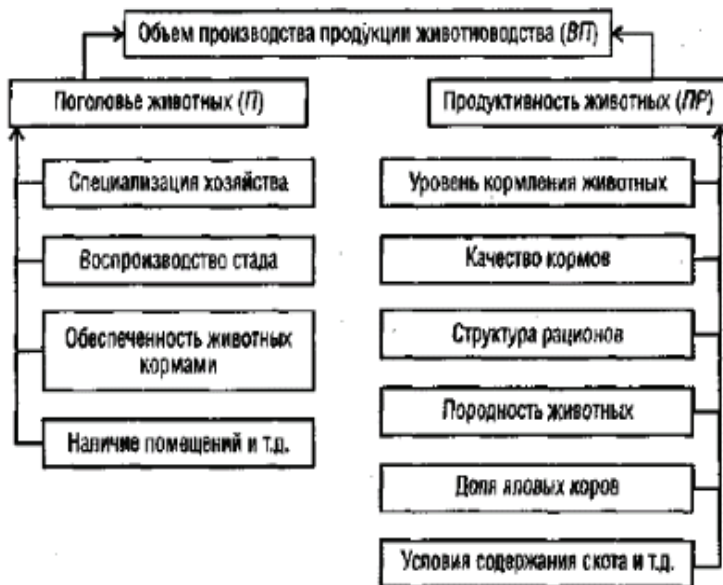 Объем производства продукции животноводства (ВП)
Поголовье животных (П)
Продуктивность животных (ПР)
Специализация хозяйства
Воспроизводство стада
Обеспеченность животных
кормами
Наличие помещений и т.д.
Уровень кормления животных
Качество кормов
Структура рационов
Породность животных
Доля яловых коров
Условия содержания скота и т.д.